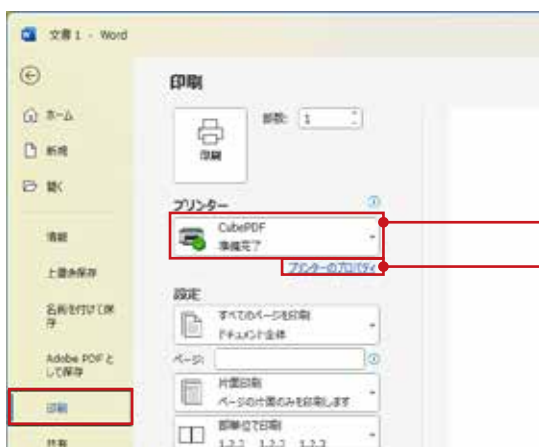 文書 1 - Word
印刷
ホーム
新規
開く
情報
上書き保存
名前を付けて保
存
Adobe PDF と
して保存
印刷
共有
部数: 1
印刷
プリンター
CubePDF
準備完了
プリンターのプロパティ
設定
すべてのページを印刷
ドキュメント全体
ページ:
片面印刷
ページの片面のみを印刷します
部単位で印刷
1,2,3 1,2,3 1,2,3